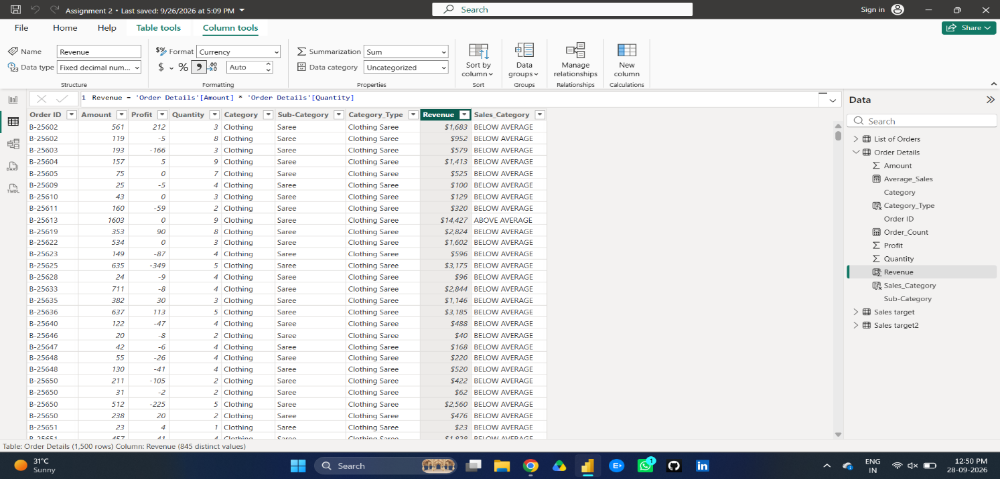 Assignment 2 • Last saved: 9/26/2026 at 5:09 PM
Search
Sign in
File Home Help Table tools Column tools
Share
Name Revenue
Data type Fixed decimal num...
Structure
Format Currency
$ % Auto
Formatting
Summarization Sum
Data category Uncategorized
Properties
Sort by column
Sort
Data groups
Groups
Manage relationships
Relationships
New column
Calculations
1 Revenue = 'Order Details'[Amount] * 'Order Details'[Quantity]
Order ID Amount Profit Quantity Category Sub-Category Category_Type Revenue Sales_Category
B-25602 561 212 3 Clothing Saree Clothing Saree $1,683 BELOW AVERAGE
B-25602 119 -5 8 Clothing Saree Clothing Saree $952 BELOW AVERAGE
B-25603 193 -166 3 Clothing Saree Clothing Saree $579 BELOW AVERAGE
B-25604 157 5 9 Clothing Saree Clothing Saree $1,413 BELOW AVERAGE
B-25605 75 0 7 Clothing Saree Clothing Saree $525 BELOW AVERAGE
B-25609 25 -5 4 Clothing Saree Clothing Saree $100 BELOW AVERAGE
B-25610 43 0 3 Clothing Saree Clothing Saree $129 BELOW AVERAGE
B-25611 160 -59 2 Clothing Saree Clothing Saree $320 BELOW AVERAGE
B-25613 1603 0 9 Clothing Saree Clothing Saree $14,427 ABOVE AVERAGE
B-25619 353 90 8 Clothing Saree Clothing Saree $2,824 BELOW AVERAGE
B-25622 534 0 3 Clothing Saree Clothing Saree $1,602 BELOW AVERAGE
B-25623 149 -87 4 Clothing Saree Clothing Saree $596 BELOW AVERAGE
B-25625 635 -349 5 Clothing Saree Clothing Saree $3,175 BELOW AVERAGE
B-25628 24 -9 4 Clothing Saree Clothing Saree $96 BELOW AVERAGE
B-25633 711 -8 4 Clothing Saree Clothing Saree $2,844 BELOW AVERAGE
B-25635 382 30 3 Clothing Saree Clothing Saree $1,146 BELOW AVERAGE
B-25636 637 113 5 Clothing Saree Clothing Saree $3,185 BELOW AVERAGE
B-25640 122 -47 4 Clothing Saree Clothing Saree $488 BELOW AVERAGE
B-25646 20 -8 2 Clothing Saree Clothing Saree $40 BELOW AVERAGE
B-25647 42 -6 4 Clothing Saree Clothing Saree $168 BELOW AVERAGE
B-25648 55 -26 4 Clothing Saree Clothing Saree $220 BELOW AVERAGE
B-25648 130 -41 4 Clothing Saree Clothing Saree $520 BELOW AVERAGE
B-25650 211 -105 2 Clothing Saree Clothing Saree $422 BELOW AVERAGE
B-25650 31 -2 2 Clothing Saree Clothing Saree $62 BELOW AVERAGE
B-25650 512 -225 5 Clothing Saree Clothing Saree $2,560 BELOW AVERAGE
B-25650 238 20 2 Clothing Saree Clothing Saree $476 BELOW AVERAGE
B-25651 23 4 1 Clothing Saree Clothing Saree $23 BELOW AVERAGE
Data
Search
List of Orders
Order Details
Amount
Average_Sales
Category
Category_Type
Order ID
Order_Count
Profit
Quantity
Revenue
Sales_Category
Sub-Category
Sales target
Sales target2
Table: Order Details (1,500 rows) Column: Revenue (845 distinct values)
31°C
Sunny
Search
1
ENG
IN
12:50 PM
28-09-2026